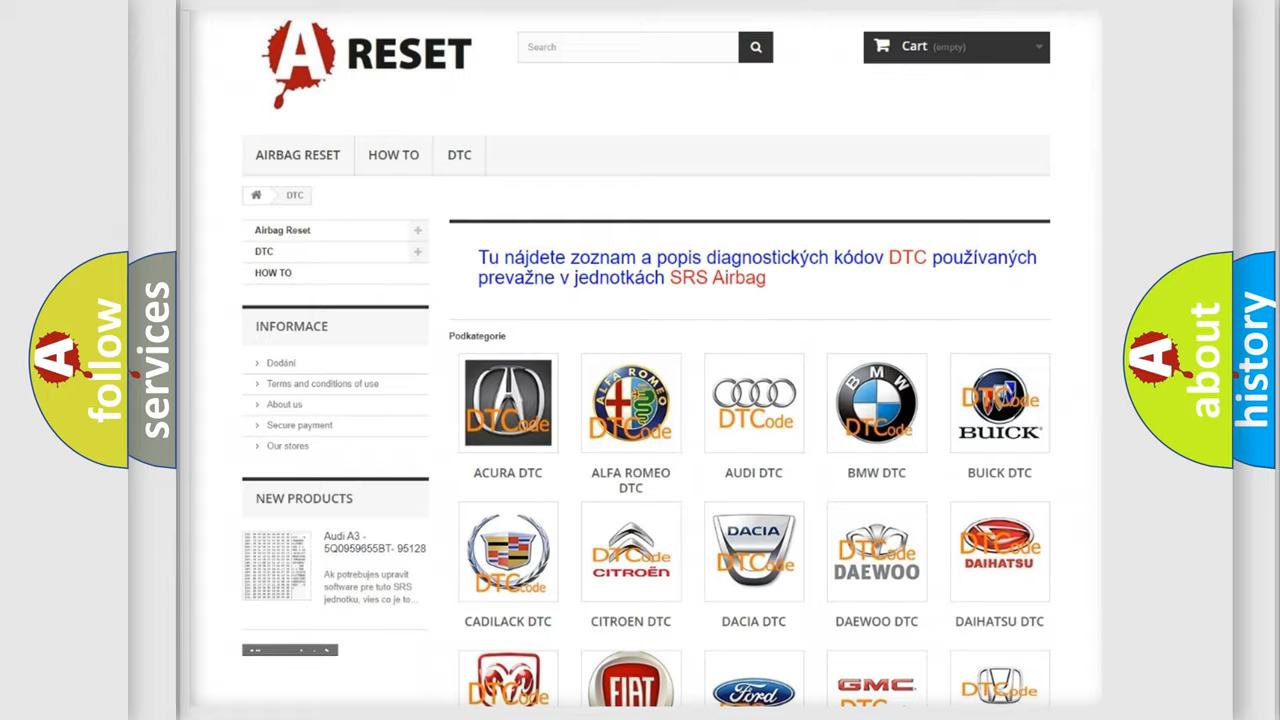 A RESET
Search
Cart (empty)
AIRBAG RESET
HOW TO
DTC
DTC
Airbag Reset
DTC
HOW TO
INFORMACE
Dodání
Terms and conditions of use
About us
Secure payment
Our stores
NEW PRODUCTS
Audi A3 -
5Q0959655BT- 95128
Ak potrebujes upravit
software pre tuto SRS
jednotku, vies co je to...
Tu nájdete zoznam a popis diagnostických kódov DTC používaných
prevažne v jednotkách SRS Airbag
Podkategorie
DTCode
ALFA ROMEO
DTCode
DTCode
BMW
DTCode
DTCode
BUICK
ACURA DTC
ALFA ROMEO
DTC
AUDI DTC
BMW DTC
BUICK DTC
DTCode
DTCode
CITROËN
DACIA
DTCode
DTCode
DAEWOO
DTCode
DAIHATSU
CADILACK DTC
CITROEN DTC
DACIA DTC
DAEWOO DTC
DAIHATSU DTC
DTCode
FIAT
Ford
GMC
DTCode
A
follow
services
A
about
history